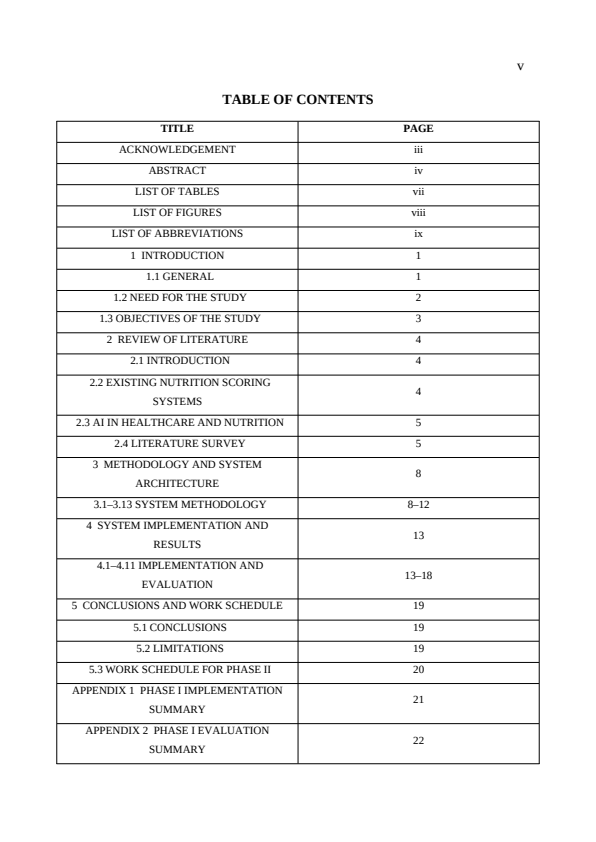 v
TABLE OF CONTENTS
TITLE PAGE
ACKNOWLEDGEMENT iii
ABSTRACT iv
LIST OF TABLES vii
LIST OF FIGURES viii
LIST OF ABBREVIATIONS ix
1 INTRODUCTION 1
1.1 GENERAL 1
1.2 NEED FOR THE STUDY 2
1.3 OBJECTIVES OF THE STUDY 3
2 REVIEW OF LITERATURE 4
2.1 INTRODUCTION 4
2.2 EXISTING NUTRITION SCORING
SYSTEMS 4
2.3 AI IN HEALTHCARE AND NUTRITION 5
2.4 LITERATURE SURVEY 5
3 METHODOLOGY AND SYSTEM
ARCHITECTURE 8
3.1–3.13 SYSTEM METHODOLOGY 8–12
4 SYSTEM IMPLEMENTATION AND
RESULTS 13
4.1–4.11 IMPLEMENTATION AND
EVALUATION 13–18
5 CONCLUSIONS AND WORK SCHEDULE 19
5.1 CONCLUSIONS 19
5.2 LIMITATIONS 19
5.3 WORK SCHEDULE FOR PHASE II 20
APPENDIX 1 PHASE I IMPLEMENTATION
SUMMARY 21
APPENDIX 2 PHASE I EVALUATION
SUMMARY 22